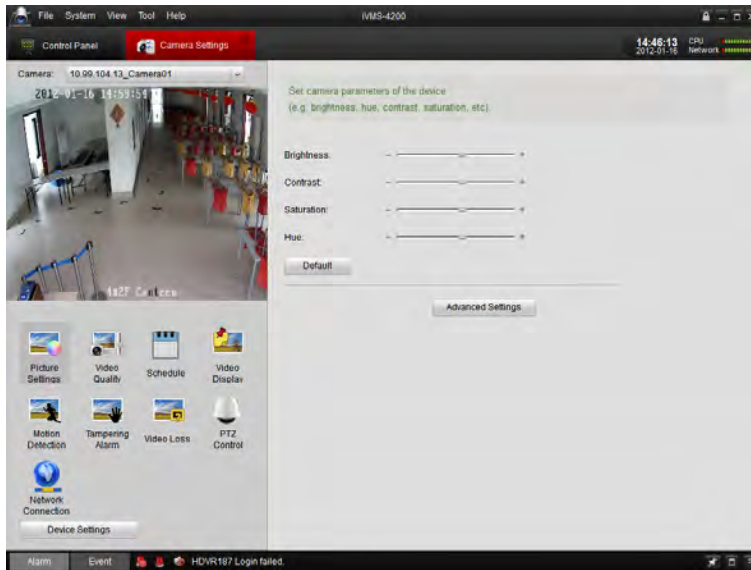 File System View Tool Help iVMS-4200
Control Panel Camera Settings 14:46:13 CPU
2012-01-16 Network
Camera: 10.99.104.13_Camera01
2012-01-16 14:53:54
Set camera parameters of the device
(e.g. brightness, hue, contrast, saturation, etc).
Brightness: - +
Contrast: - +
Saturation: - +
Hue: - +
Default
Advanced Settings
Picture Settings
Video Quality
Schedule
Video Display
Motion Detection
Tampering Alarm
Video Loss
PTZ Control
Network Connection
Device Settings
Alarm Event HDVR187 Login failed.